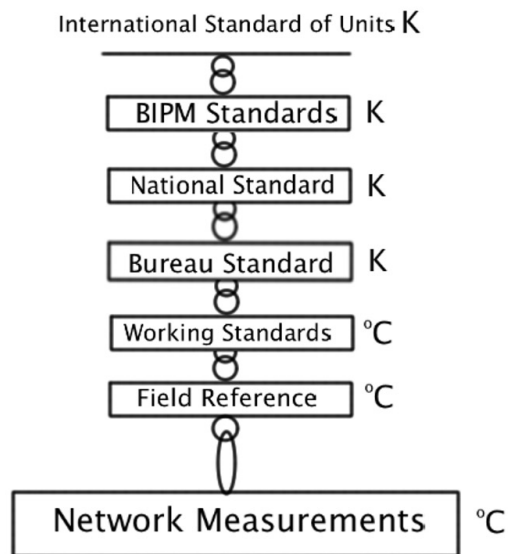 International Standard of Units K
BIPM Standards K
National Standard K
Bureau Standard K
Working Standards °C
Field Reference °C
Network Measurements °C